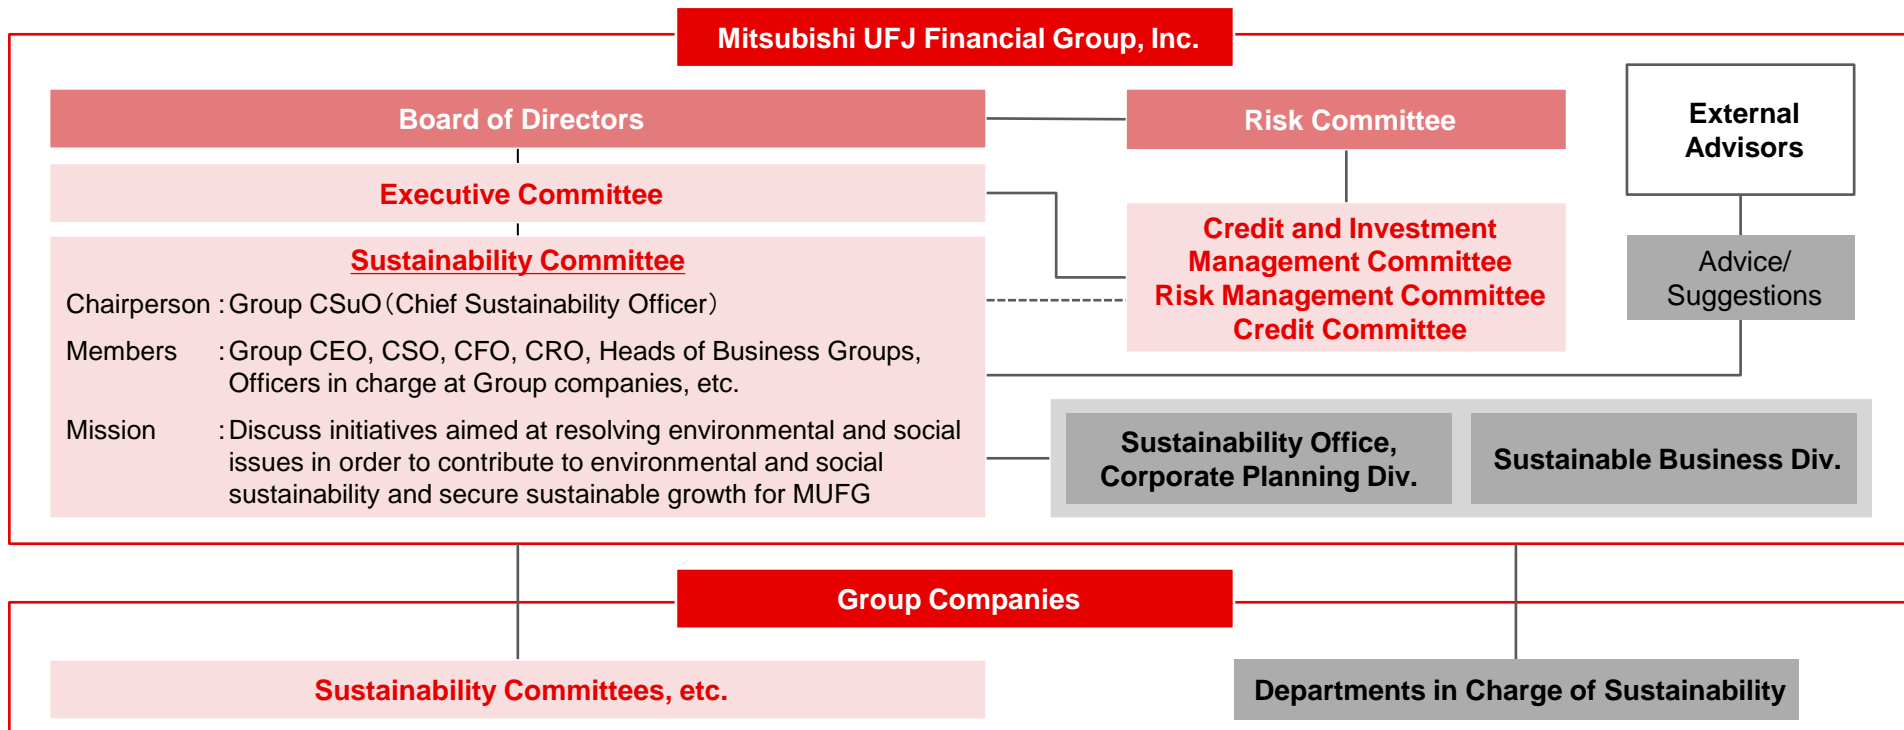 Mitsubishi UFJ Financial Group, Inc.
Board of Directors
Risk Committee
External
Advisors
Executive Committee
Credit and Investment
Management Committee
Risk Management Committee
Credit Committee
Advice/
Suggestions
Sustainability Committee
Chairperson : Group CSuO（Chief Sustainability Officer）
Members : Group CEO, CSO, CFO, CRO, Heads of Business Groups,
Officers in charge at Group companies, etc.
Mission : Discuss initiatives aimed at resolving environmental and social
issues in order to contribute to environmental and social
sustainability and secure sustainable growth for MUFG
Sustainability Office,
Corporate Planning Div.
Sustainable Business Div.
Group Companies
Sustainability Committees, etc.
Departments in Charge of Sustainability